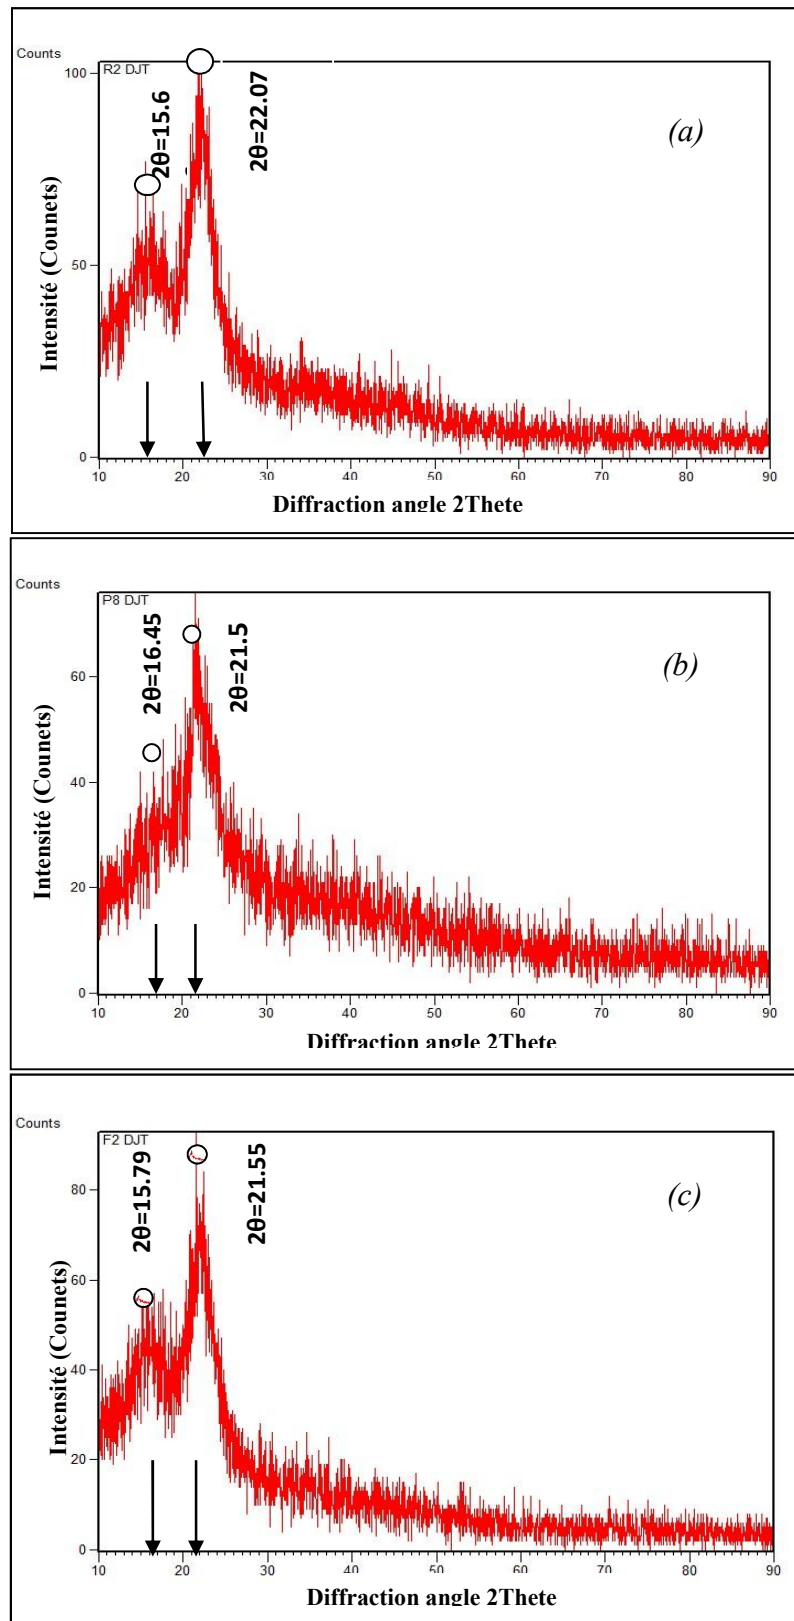 Counts
R2 DJT
100
2θ=15.6
2θ=22.07
(a)
50
Intensité (Counets)
0
10 20 30 40 50 60 70 80 90
Diffraction angle 2Thete
Counts
P8 DJT
2θ=16.45
2θ=21.5
(b)
60
40
Intensité (Counets)
20
0
10 20 30 40 50 60 70 80 90
Diffraction angle 2Thete
Counts
F2 DJT
2θ=15.79
2θ=21.55
(c)
80
60
Intensité (Counets)
40
20
0
10 20 30 40 50 60 70 80 90
Diffraction angle 2Thete